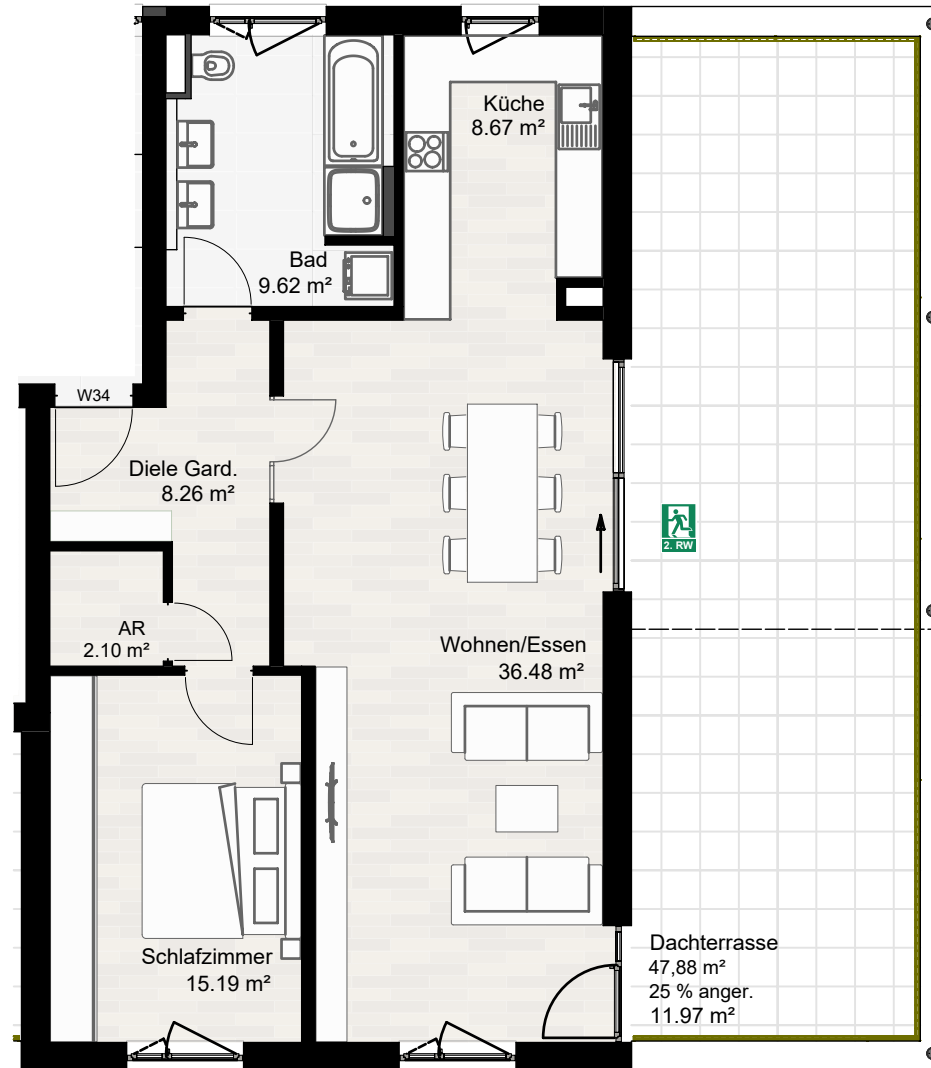 Küche
8.67 m²
Bad
9.62 m²
W34
Diele Gard.
8.26 m²
2. RW
AR
2.10 m²
Wohnen/Essen
36.48 m²
Schlafzimmer
15.19 m²
Dachterrasse
47,88 m²
25 % anger.
11.97 m²